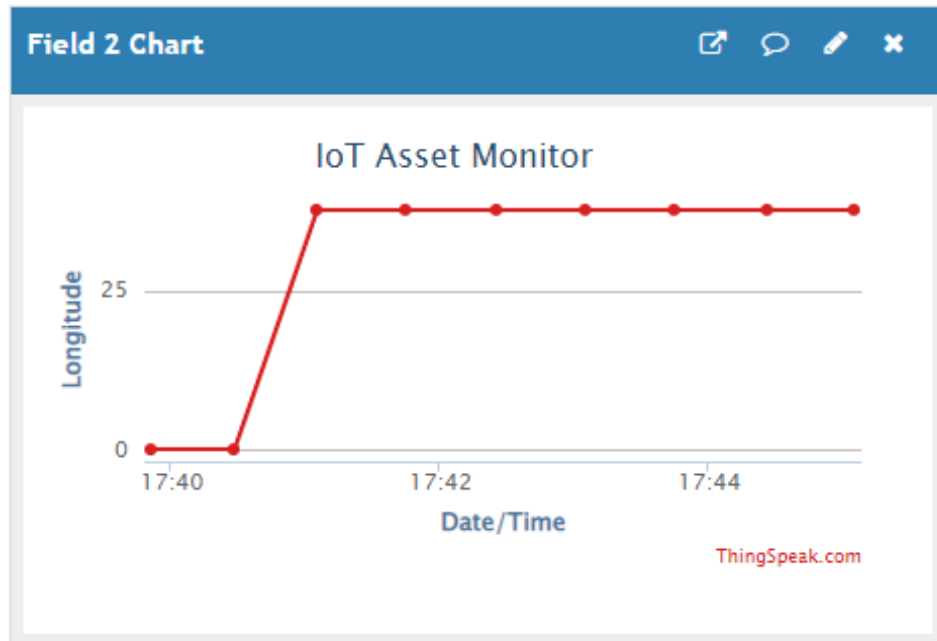 Field 2 Chart
IoT Asset Monitor
Longitude
25
0
17:40 17:42 17:44
Date/Time
ThingSpeak.com